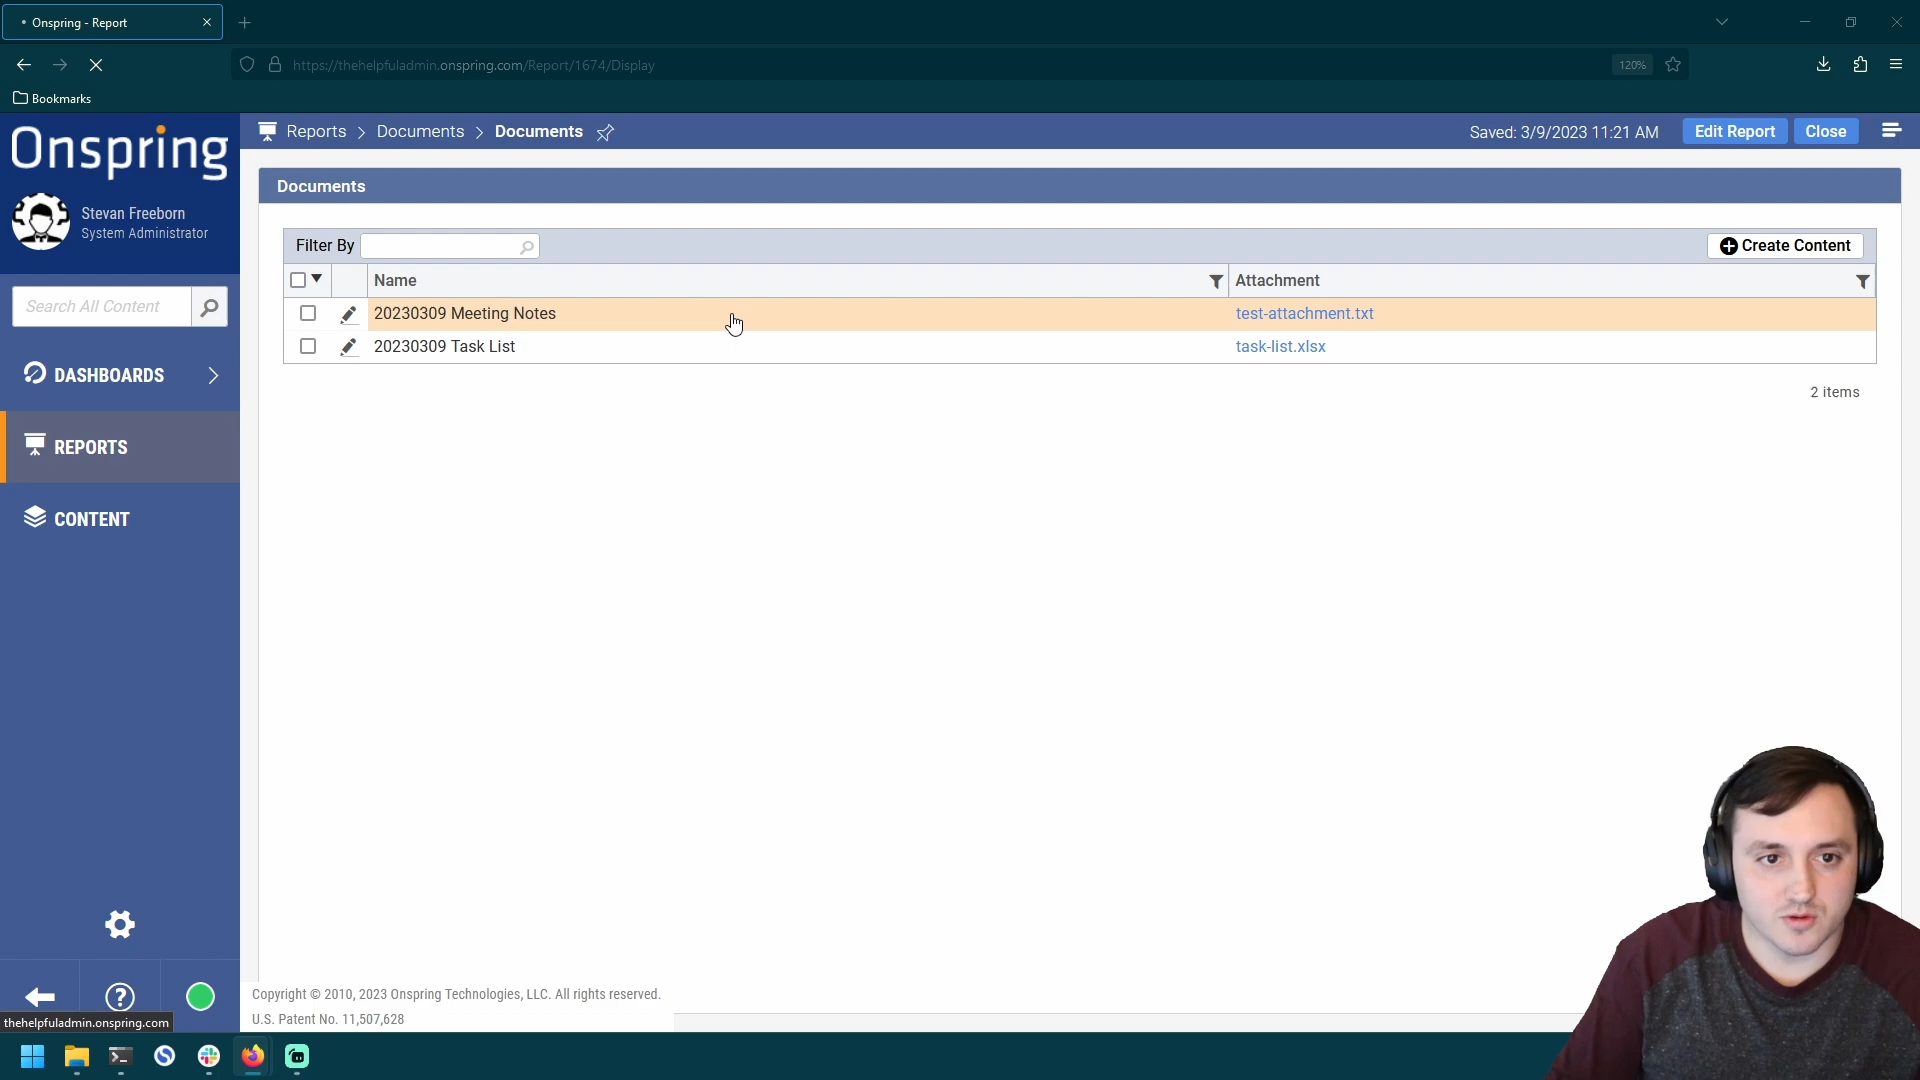 Onspring - Report
https://thehelpfuladmin.onspring.com/Report/1674/Display
120%
Bookmarks
Onspring
Reports > Documents > Documents
Saved: 3/9/2023 11:21 AM
Edit Report
Close
Stevan Freeborn
System Administrator
Search All Content
DASHBOARDS
REPORTS
CONTENT
Documents
Filter By
Create Content
Name
Attachment
20230309 Meeting Notes
test-attachment.txt
20230309 Task List
task-list.xlsx
2 items
Copyright © 2010, 2023 Onspring Technologies, LLC. All rights reserved.
U.S. Patent No. 11,507,628
thehelpfuladmin.onspring.com